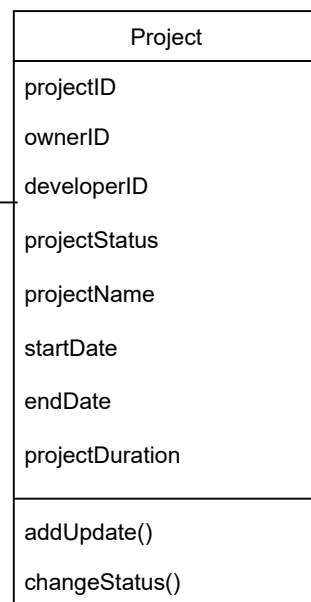 Project
projectID
ownerID
developerID
projectStatus
projectName
startDate
endDate
projectDuration
addUpdate()
changeStatus()